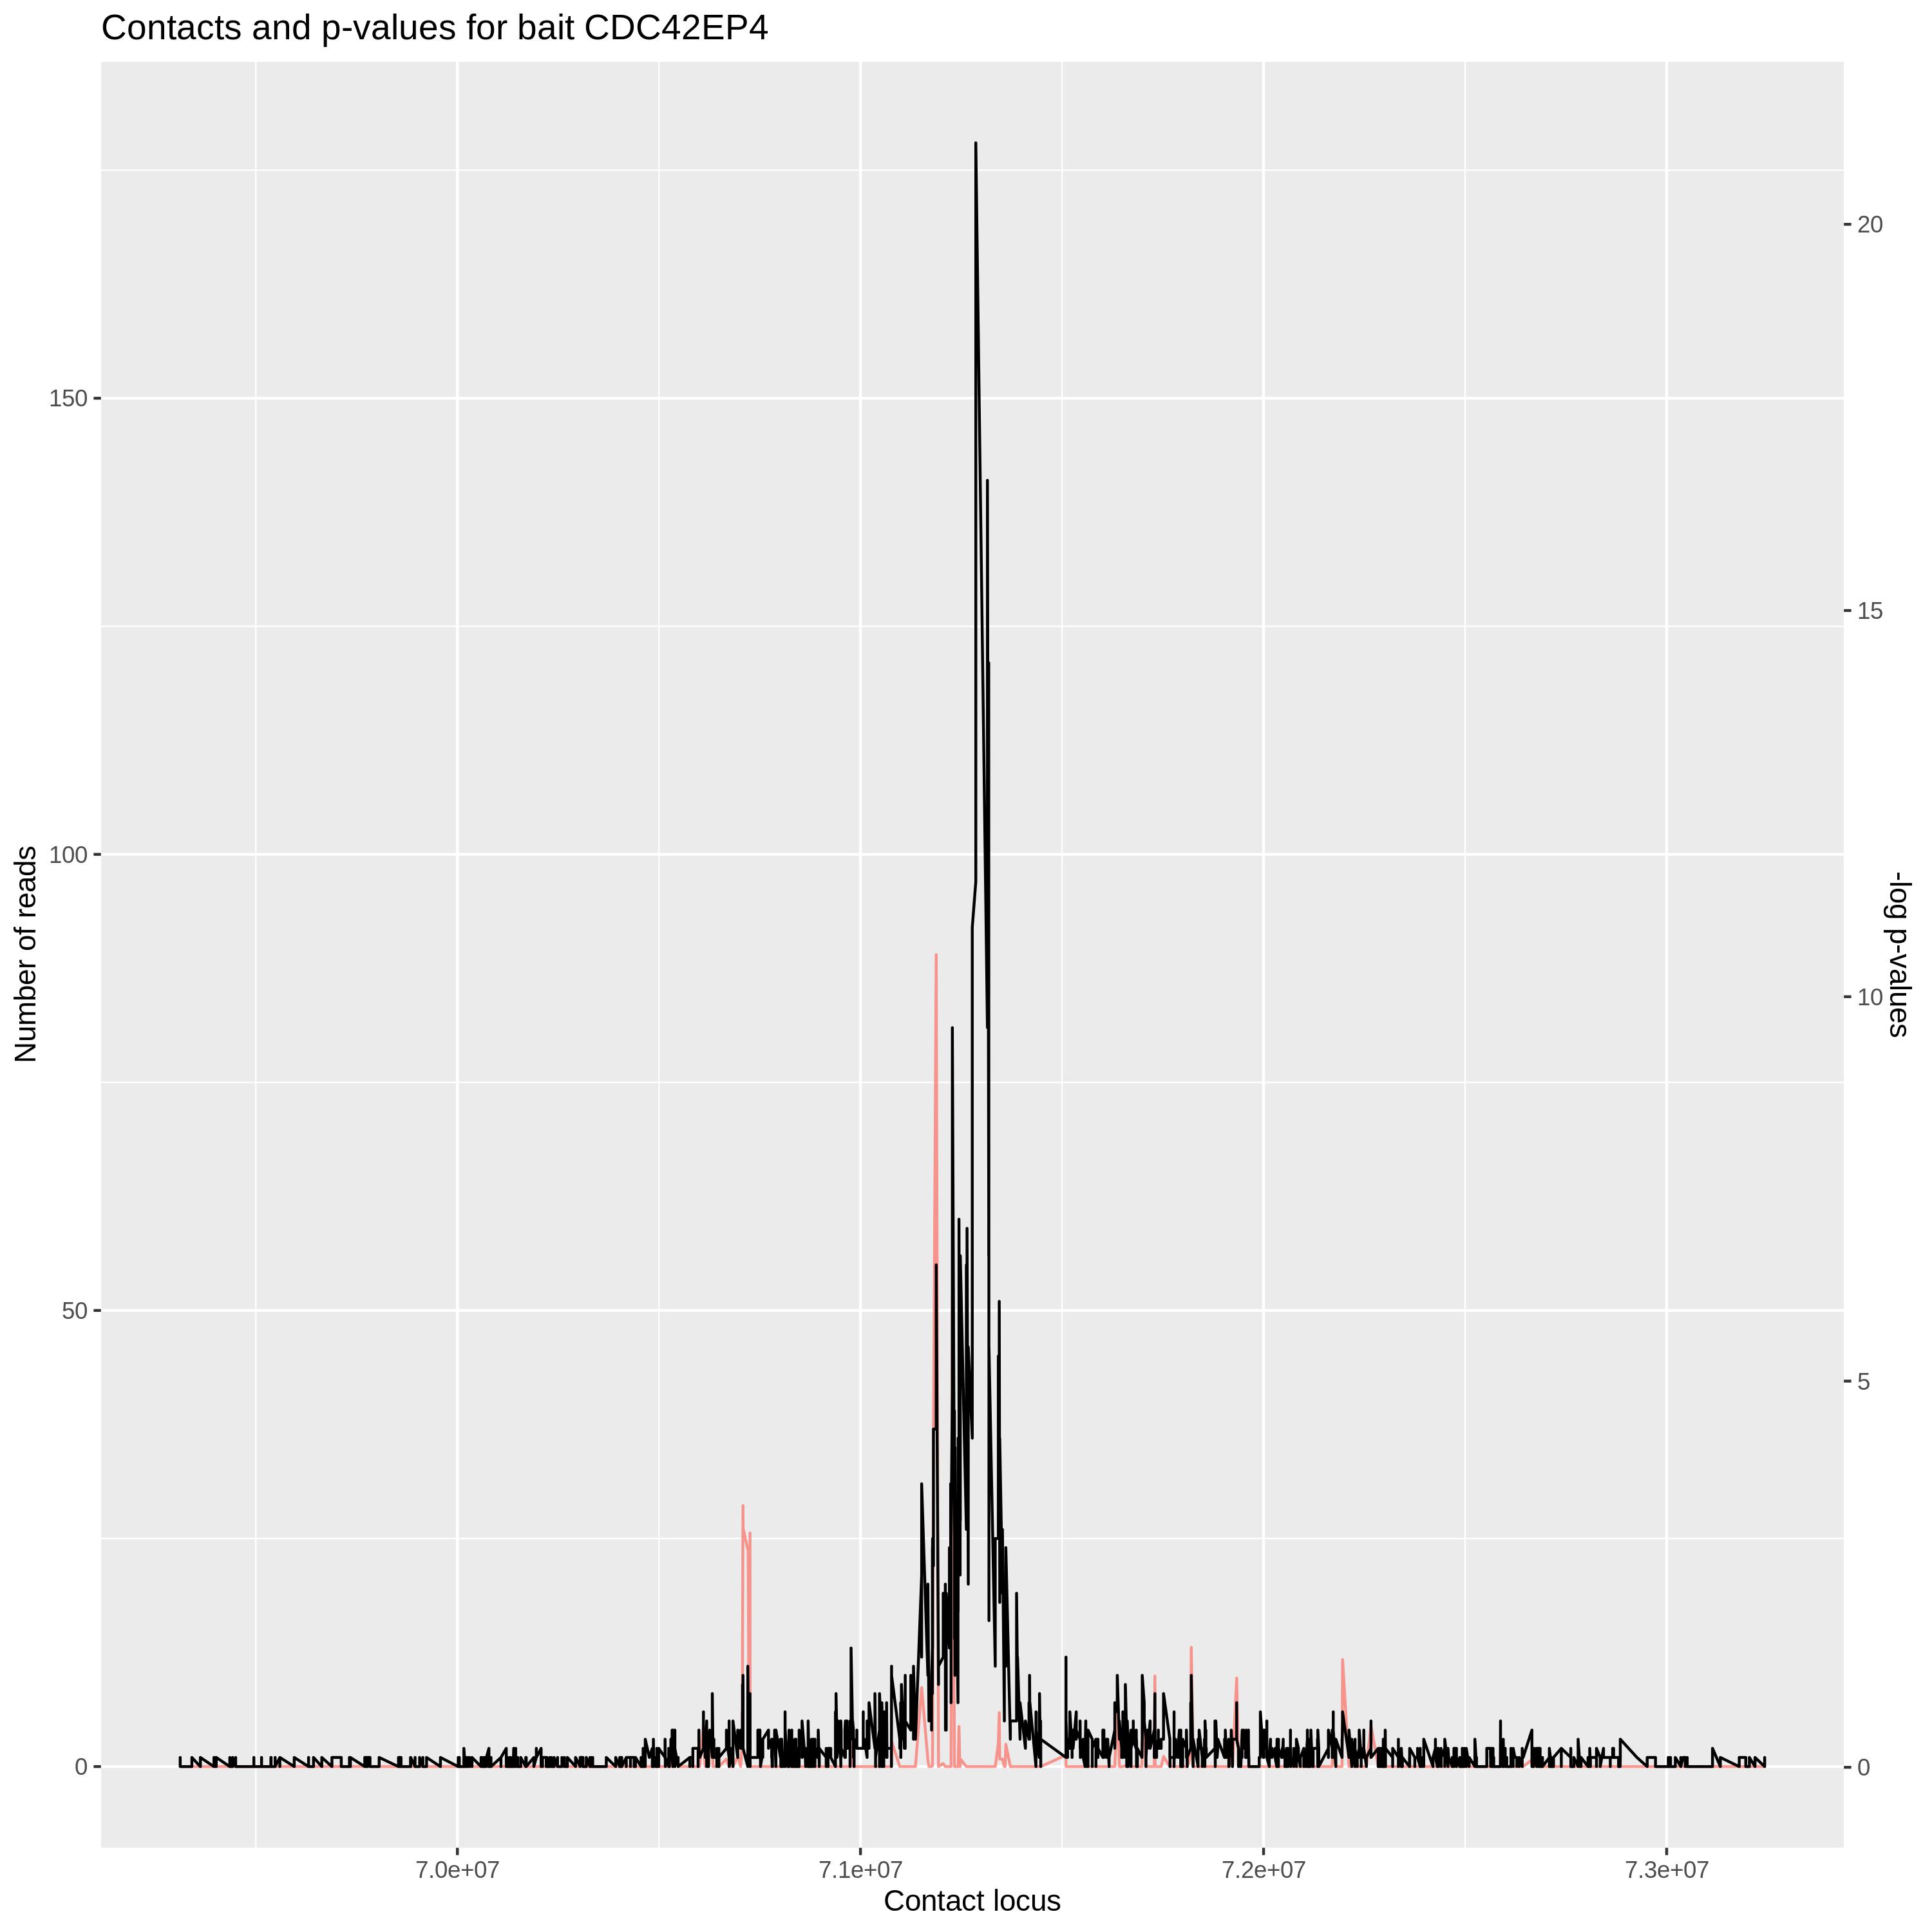 Contacts and p-values for bait CDC42EP4
Number of reads
150
100
50
0
20
15
10
5
0
-log p-values
7.0e+07
7.1e+07
7.2e+07
7.3e+07
Contact locus